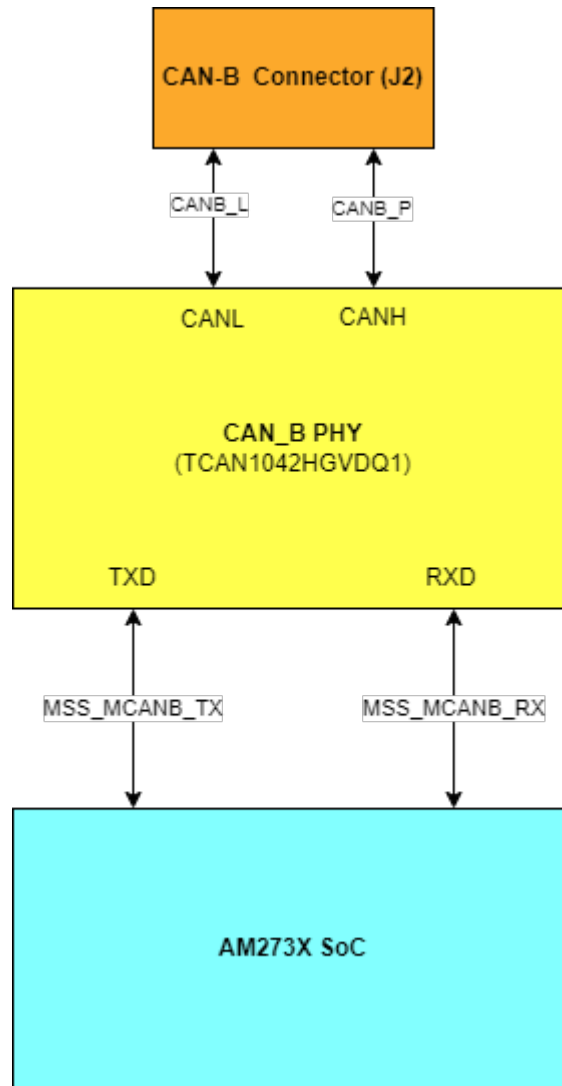 CAN-B  Connector (J2)
CANB_L
CANB_P
CANL
CANH
CAN_B PHY
(TCAN1042HGVDQ1)
TXD
RXD
MSS_MCANB_TX
MSS_MCANB_RX
AM273X SoC